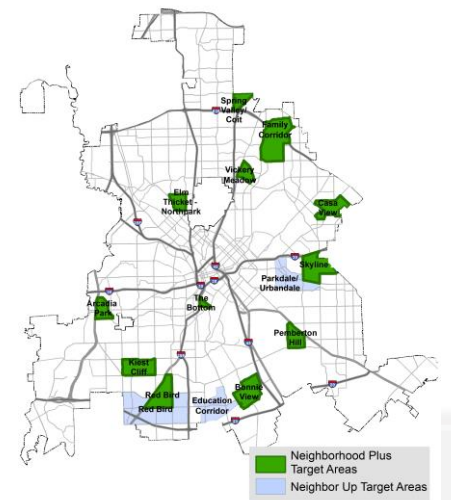 Spring
Valley/
Coit
Family
Corridor
Vickery
Meadow
Elm
Thicket -
Northpark
Casa
View
Skyline
Parkdale/
Urbandale
The
Bottom
Arcadia
Park
Pemberton
Hill
Kiest
Cliff
Red Bird
Red Bird
Education
Corridor
Bonnie
View
Neighborhood Plus
Target Areas
Neighbor Up Target Areas